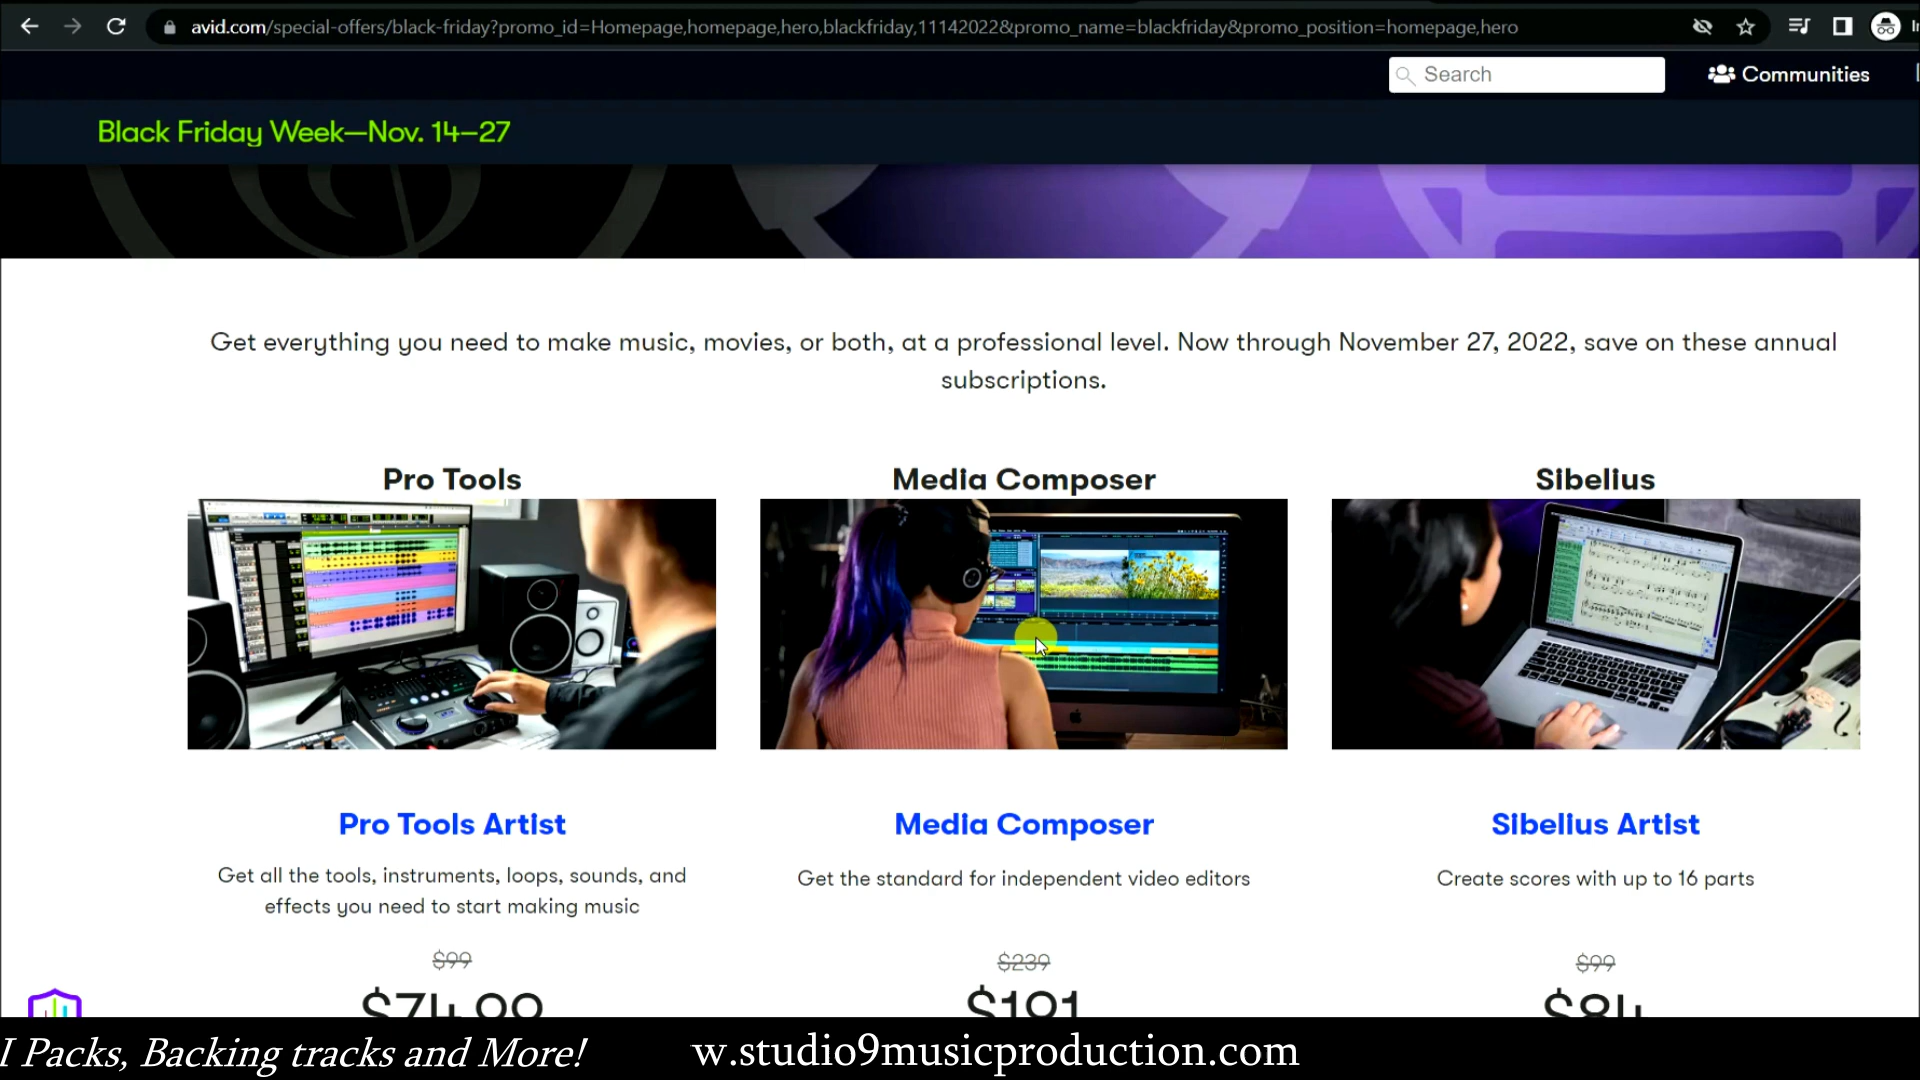 avid.com/special-offers/black-friday?promo_id=Homepage,homepage,hero,blackfriday,11142022&promo_name=blackfriday&promo_position=homepage,hero
Search
Communities
Black Friday Week—Nov. 14–27
Get everything you need to make music, movies, or both, at a professional level. Now through November 27, 2022, save on these annual
subscriptions.
Pro Tools
Media Composer
Sibelius
Pro Tools Artist
Media Composer
Sibelius Artist
Get all the tools, instruments, loops, sounds, and
effects you need to start making music
Get the standard for independent video editors
Create scores with up to 16 parts
$99
$239
$99
$74.99
$191
$84
I Packs, Backing tracks and More!
w.studio9musicproduction.com